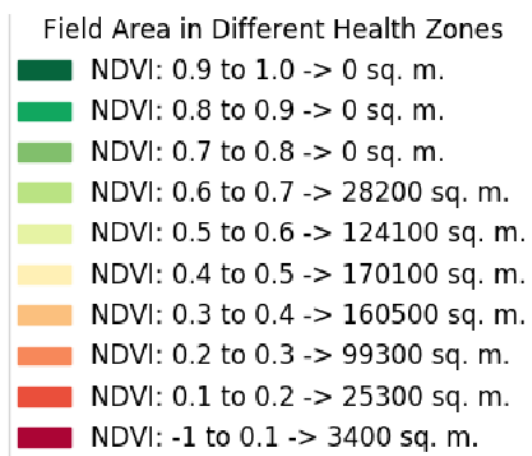 Field Area in Different Health Zones
NDVI: 0.9 to 1.0 -> 0 sq. m.
NDVI: 0.8 to 0.9 -> 0 sq. m.
NDVI: 0.7 to 0.8 -> 0 sq. m.
NDVI: 0.6 to 0.7 -> 28200 sq. m.
NDVI: 0.5 to 0.6 -> 124100 sq. m.
NDVI: 0.4 to 0.5 -> 170100 sq. m.
NDVI: 0.3 to 0.4 -> 160500 sq. m.
NDVI: 0.2 to 0.3 -> 99300 sq. m.
NDVI: 0.1 to 0.2 -> 25300 sq. m.
NDVI: -1 to 0.1 -> 3400 sq. m.